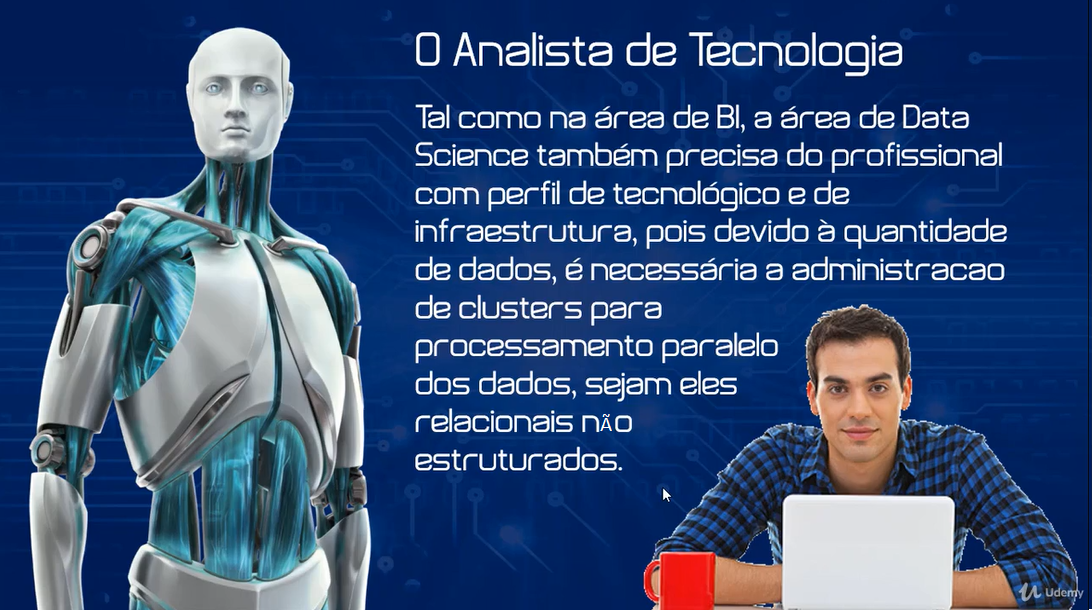 O Analista de Tecnologia
Tal como na área de BI, a área de Data
Science também precisa do profissional
com perfil de tecnológico e de
infraestrutura, pois devido à quantidade
de dados, é necessária a administracao
de clusters para
processamento paralelo
dos dados, sejam eles
relacionais nÃo
estruturados.
Udemy